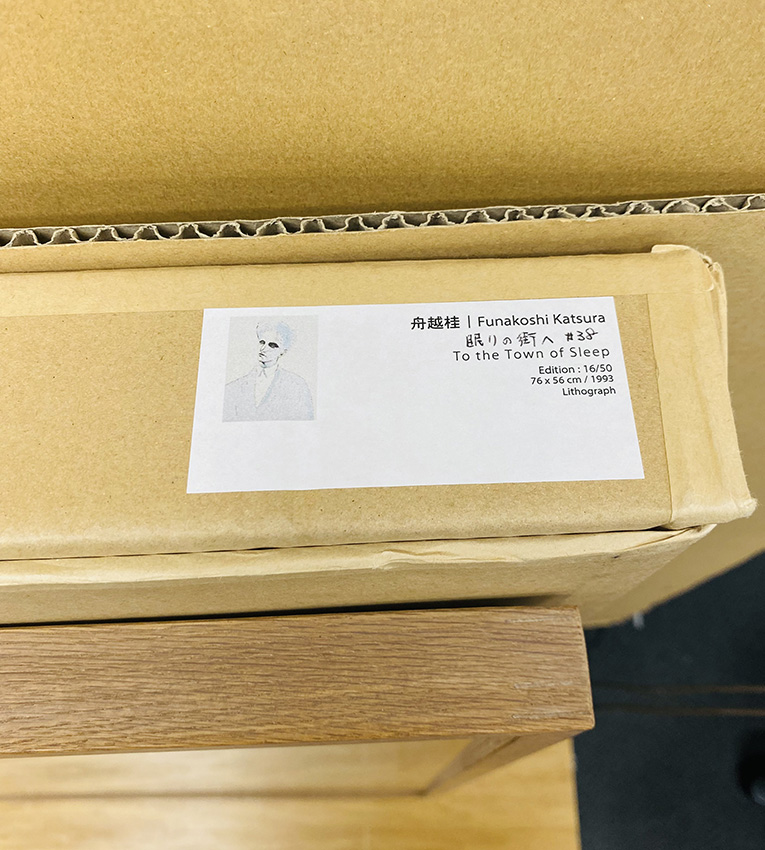 舟越桂 | Funakoshi Katsura
眠りの街へ #38
To the Town of Sleep
Edition : 16/50
76 x 56 cm / 1993
Lithograph